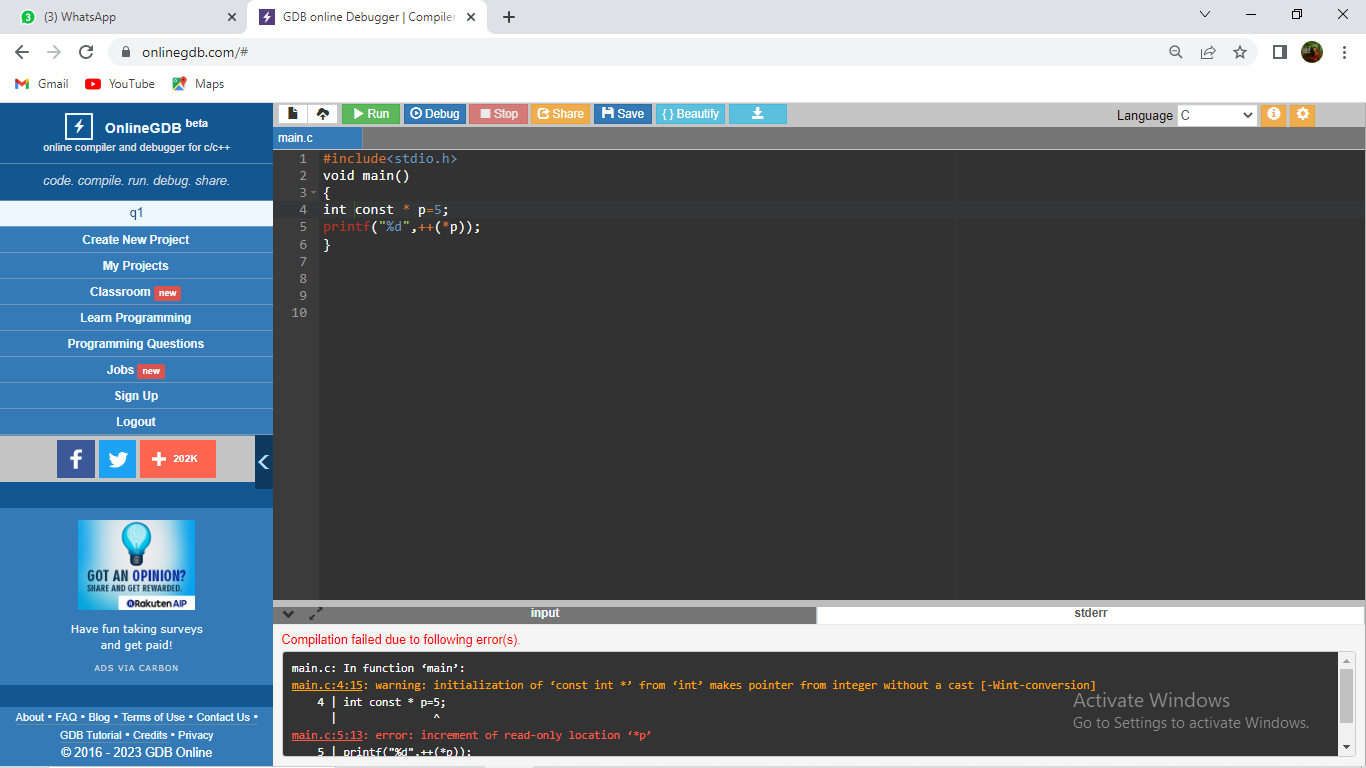 (3) WhatsApp
GDB online Debugger | Compiler
onlinegdb.com/#
Gmail
YouTube
Maps
OnlineGDB beta
online compiler and debugger for c/c++
code. compile. run. debug. share.
q1
Create New Project
My Projects
Classroom new
Learn Programming
Programming Questions
Jobs new
Sign Up
Logout
202K
GOT AN OPINION?
SHARE AND GET REWARDED.
Rakuten AIP
Have fun taking surveys
and get paid!
ADS VIA CARBON
About • FAQ • Blog • Terms of Use • Contact Us •
GDB Tutorial • Credits • Privacy
© 2016 - 2023 GDB Online
Run Debug Stop Share Save { } Beautify
Language C
main.c
1 #include<stdio.h>
2 void main()
3 {
4 int const * p=5;
5 printf("%d",++(*p));
6 }
7
8
9
10
input
stderr
Compilation failed due to following error(s).
main.c: In function ‘main’:
main.c:4:15: warning: initialization of ‘const int *’ from ‘int’ makes pointer from integer without a cast [-Wint-conversion]
4 | int const * p=5;
| ^
main.c:5:13: error: increment of read-only location ‘*p’
5 | printf("%d",++(*p));
Activate Windows
Go to Settings to activate Windows.